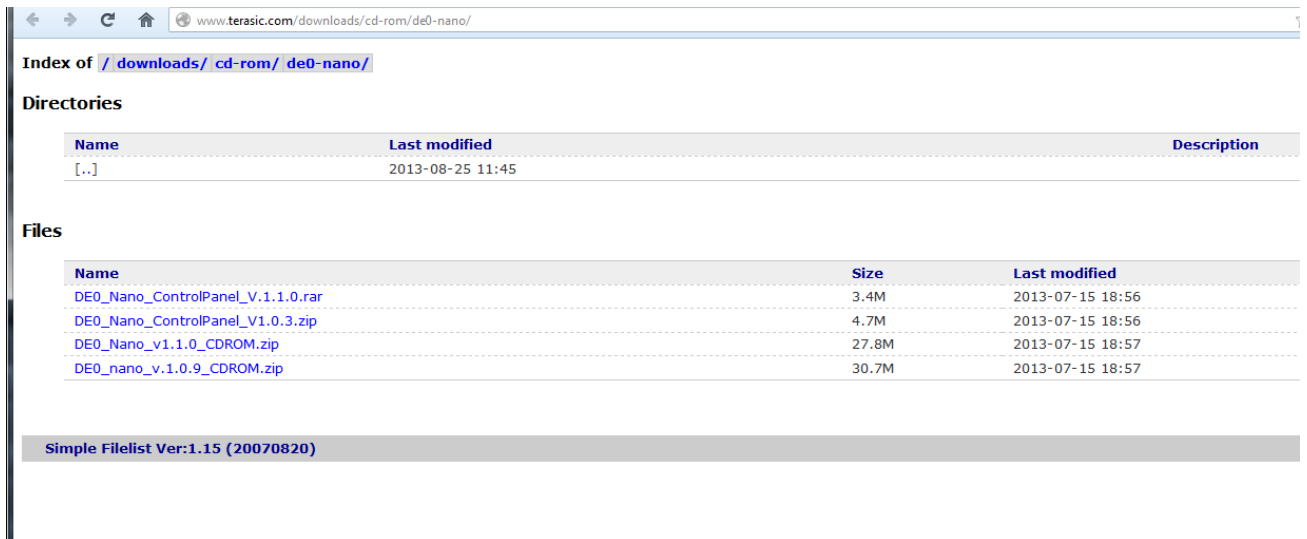 www.terasic.com/downloads/cd-rom/de0-nano/
Index of / downloads/ cd-rom/ de0-nano/
Directories
Name Last modified Description
[..] 2013-08-25 11:45
Files
Name Size Last modified
DE0_Nano_ControlPanel_V.1.1.0.rar 3.4M 2013-07-15 18:56
DE0_Nano_ControlPanel_V1.0.3.zip 4.7M 2013-07-15 18:56
DE0_Nano_v1.1.0_CDROM.zip 27.8M 2013-07-15 18:57
DE0_nano_v.1.0.9_CDROM.zip 30.7M 2013-07-15 18:57
Simple Filelist Ver:1.15 (20070820)